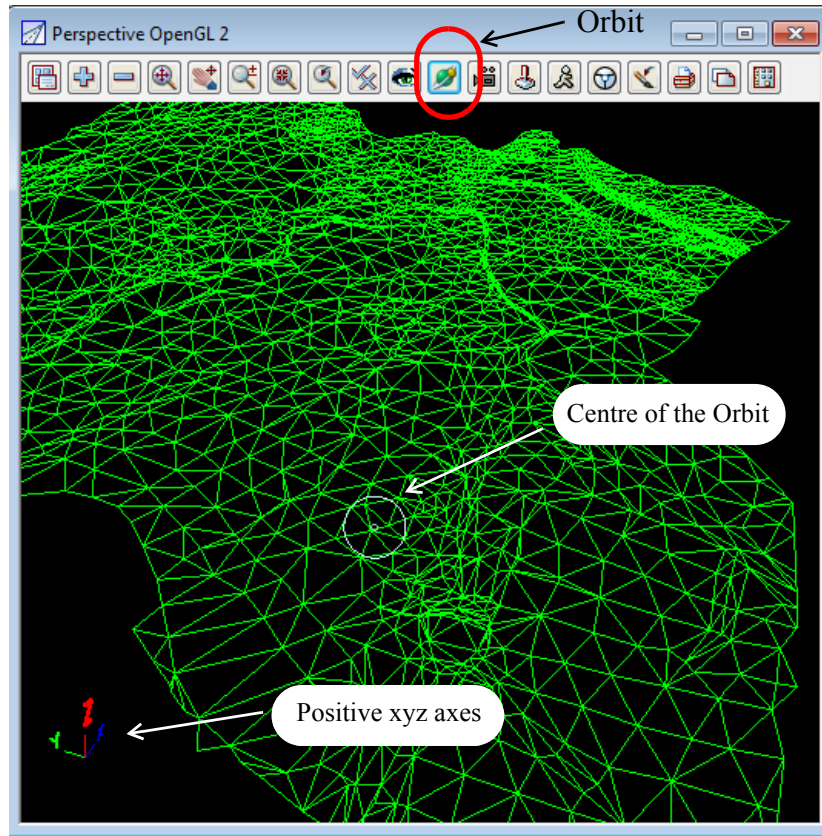 Orbit
Perspective OpenGL 2
Centre of the Orbit
Positive xyz axes